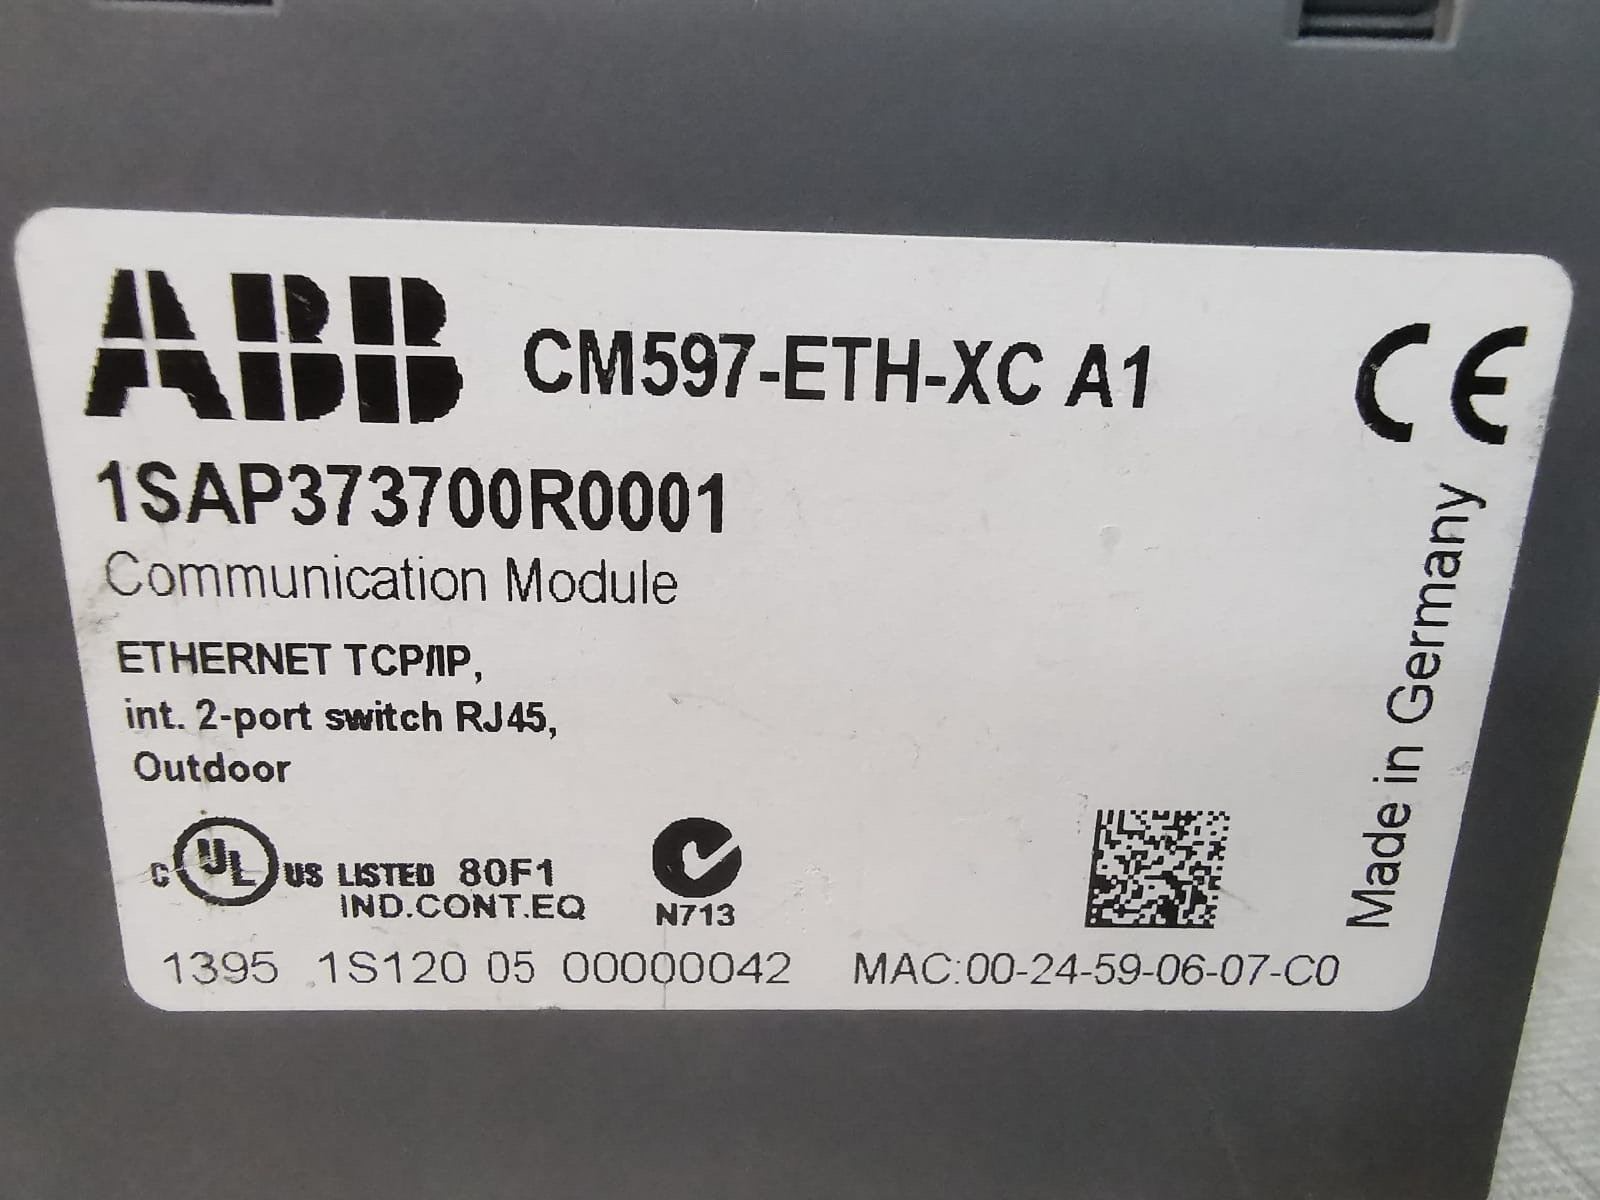 ABB CM597-ETH-XC A1 CE
1SAP373700R0001
Communication Module
ETHERNET TCP/IP,
int. 2-port switch RJ45,
Outdoor
C UL US LISTED 80F1
IND.CONT.EQ
N713
1395 1S120 05 00000042 MAC:00-24-59-06-07-C0
Made in Germany